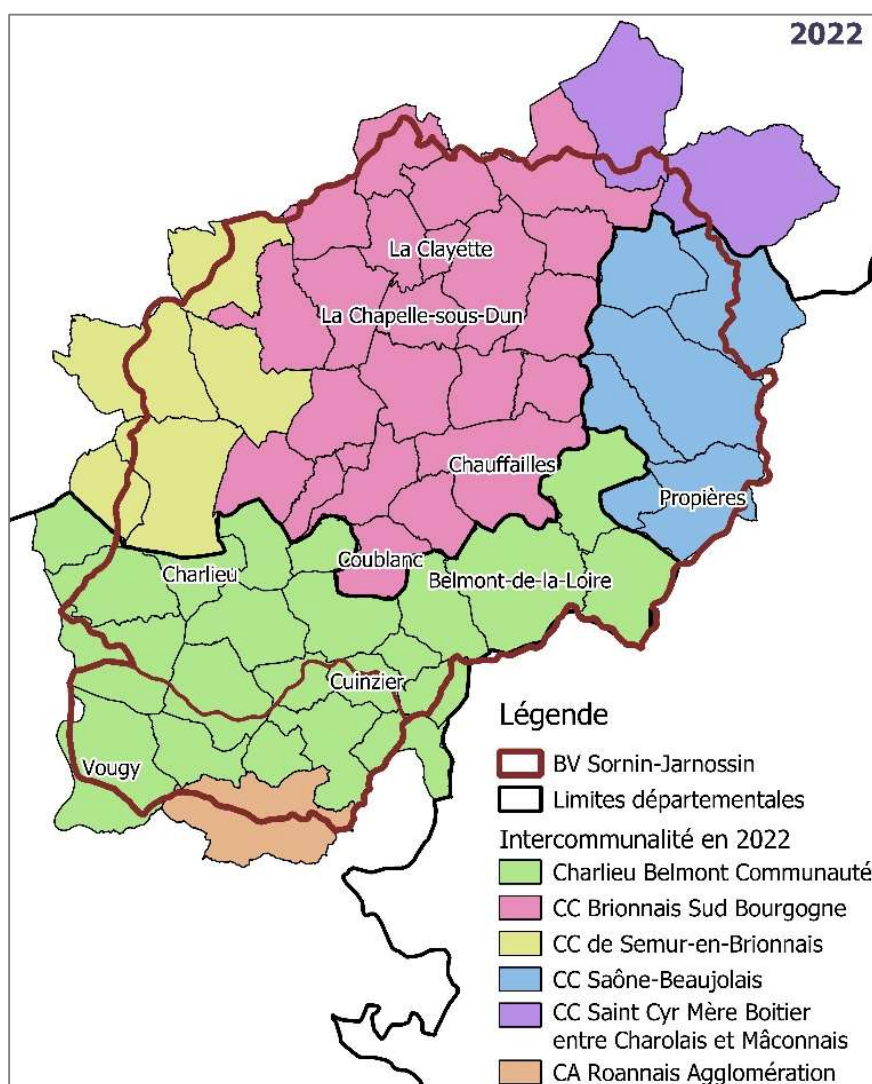 2022
La Clayette
La Chapelle-sous-Dun
Chauffailles
Propières
Coublanc
Charlieu
Belmont-de-la-Loire
Cuinzier
Vougy
Légende
BV Sornin-Jarnossin
Limites départementales
Intercommunalité en 2022
Charlieu Belmont Communauté
CC Brionnais Sud Bourgogne
CC de Semur-en-Brionnais
CC Saône-Beaujolais
CC Saint Cyr Mère Boitier
entre Charolais et Mâconnais
CA Roannais Agglomération